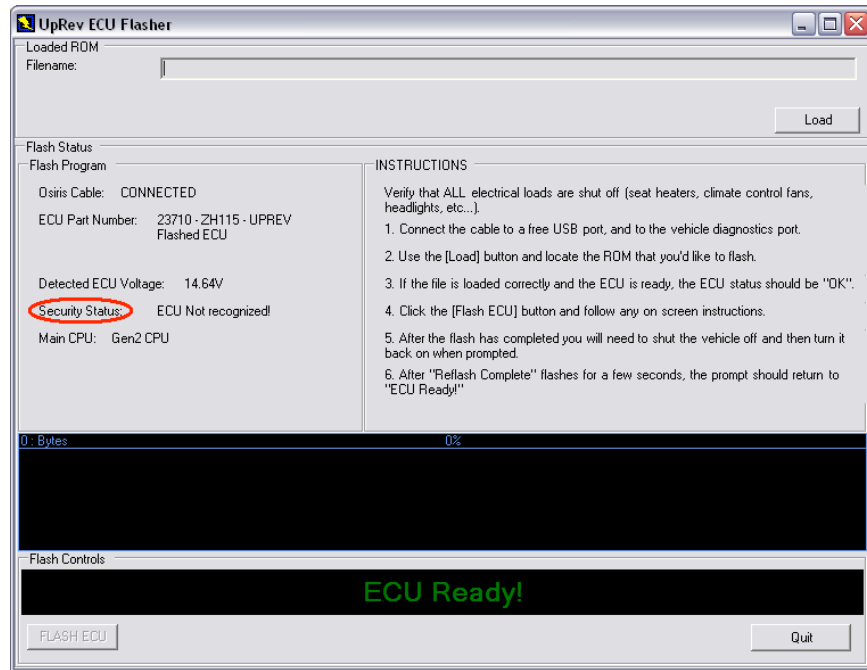 UpRev ECU Flasher
Loaded ROM
Filename:
Load
Flash Status
Flash Program
Osiris Cable: CONNECTED
ECU Part Number: 23710 - ZH115 - UPREV
Flashed ECU
Detected ECU Voltage: 14.64V
Security Status: ECU Not recognized!
Main CPU: Gen2 CPU
INSTRUCTIONS
Verify that ALL electrical loads are shut off (seat heaters, climate control fans,
headlights, etc...).
1. Connect the cable to a free USB port, and to the vehicle diagnostics port.
2. Use the [Load] button and locate the ROM that you'd like to flash.
3. If the file is loaded correctly and the ECU is ready, the ECU status should be "OK".
4. Click the [Flash ECU] button and follow any on screen instructions.
5. After the flash has completed you will need to shut the vehicle off and then turn it
back on when prompted.
6. After "Reflash Complete" flashes for a few seconds, the prompt should return to
"ECU Ready!"
0 : Bytes 0%
Flash Controls
ECU Ready!
FLASH ECU Quit